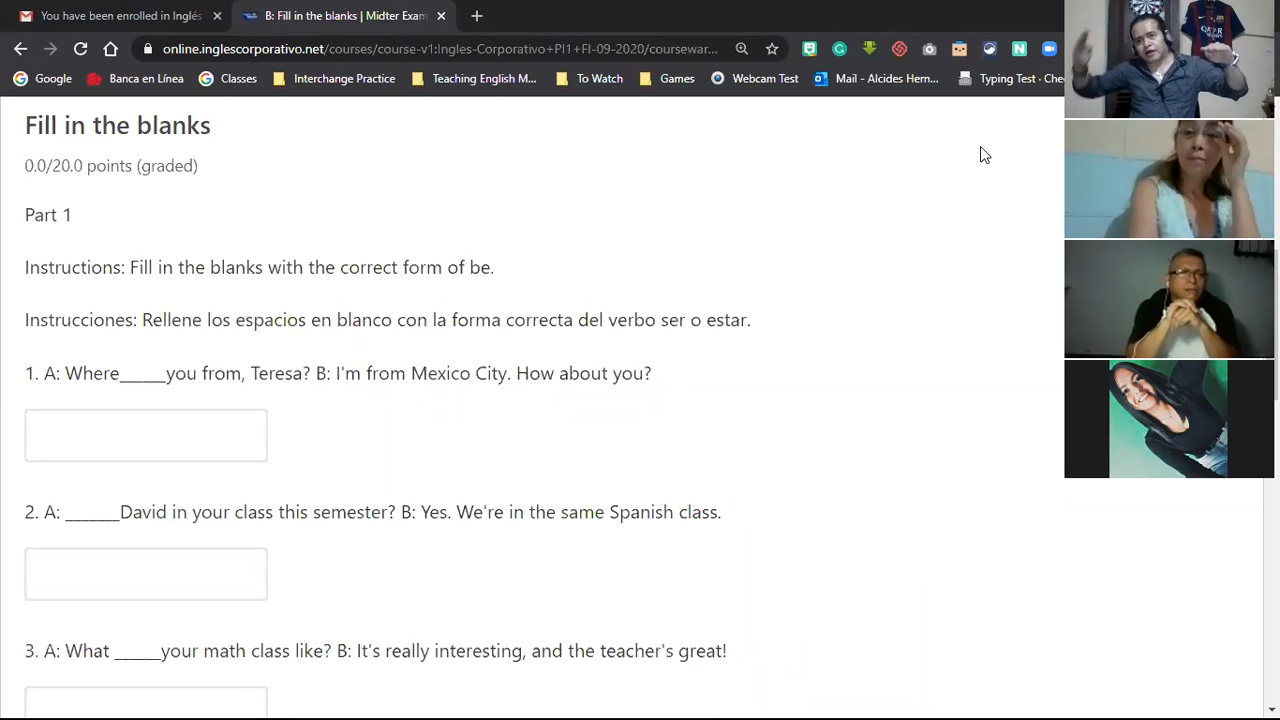 You have been enrolled in Inglés
B: Fill in the blanks | Midter Exam
online.inglescorporativo.net/courses/course-v1:Ingles-Corporativo+PI1+FI-09-2020/coursewar...
Google
Banca en Línea
Classes
Interchange Practice
Teaching English M...
To Watch
Games
Webcam Test
Mail - Alcides Hern...
Typing Test - Che
Fill in the blanks
0.0/20.0 points (graded)
Part 1
Instructions: Fill in the blanks with the correct form of be.
Instrucciones: Rellene los espacios en blanco con la forma correcta del verbo ser o estar.
1. A: Where______you from, Teresa? B: I'm from Mexico City. How about you?
2. A: _______David in your class this semester? B: Yes. We're in the same Spanish class.
3. A: What ______your math class like? B: It's really interesting, and the teacher's great!